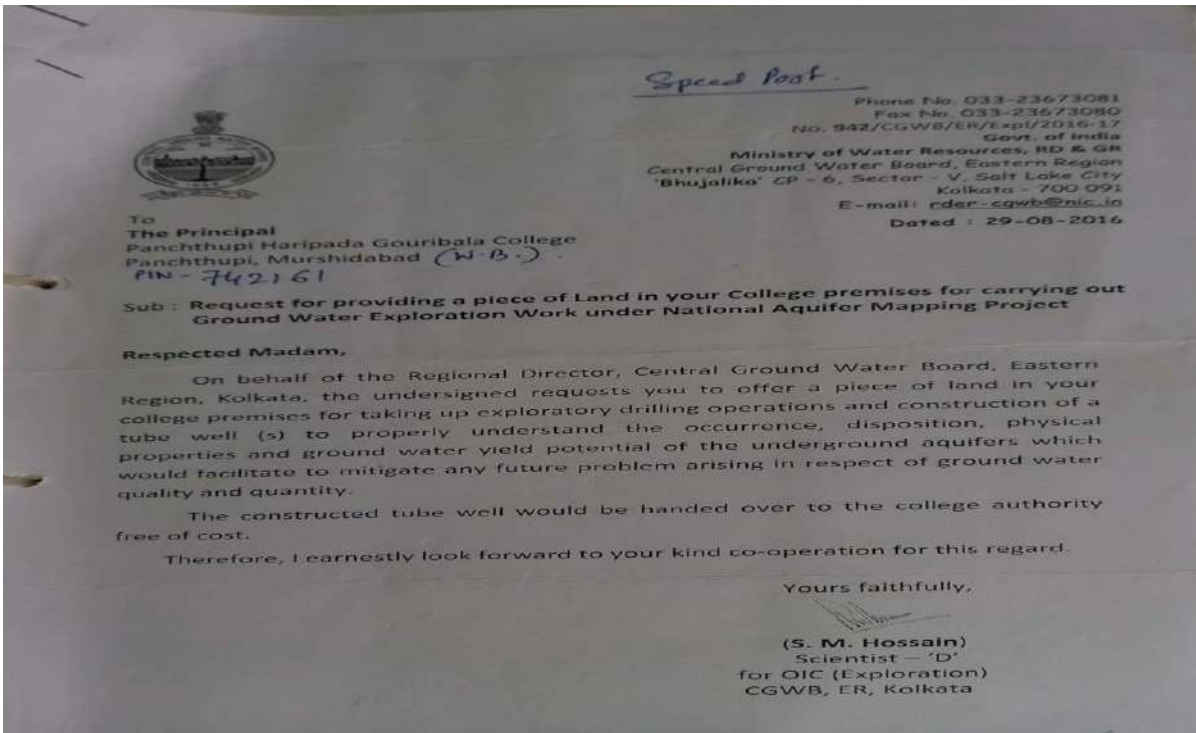 Speed Post.
Phone No. 033-23673081
Fax No. 033-23673080
No. 942/CGWB/ER/Expl/2016-17
Govt. of India
Ministry of Water Resources, RD & GR
Central Ground Water Board, Eastern Region
'Bhujalika' CP – 6, Sector - V, Salt Lake City
Kolkata - 700 091
E-mail: rder-cgwb@nic.in
Dated : 29-08-2016
To
The Principal
Panchthupi Haripada Gouribala College
Panchthupi, Murshidabad (W.B.).
PIN - 742161
Sub : Request for providing a piece of Land in your College premises for carrying out
Ground Water Exploration Work under National Aquifer Mapping Project
Respected Madam,
On behalf of the Regional Director, Central Ground Water Board, Eastern
Region, Kolkata, the undersigned requests you to offer a piece of land in your
college premises for taking up exploratory drilling operations and construction of a
tube well (s) to properly understand the occurrence, disposition, physical
properties and ground water yield potential of the underground aquifers which
would facilitate to mitigate any future problem arising in respect of ground water
quality and quantity.
The constructed tube well would be handed over to the college authority
free of cost.
Therefore, I earnestly look forward to your kind co-operation for this regard.
Yours faithfully,
(S. M. Hossain)
Scientist – 'D'
for OIC (Exploration)
CGWB, ER, Kolkata